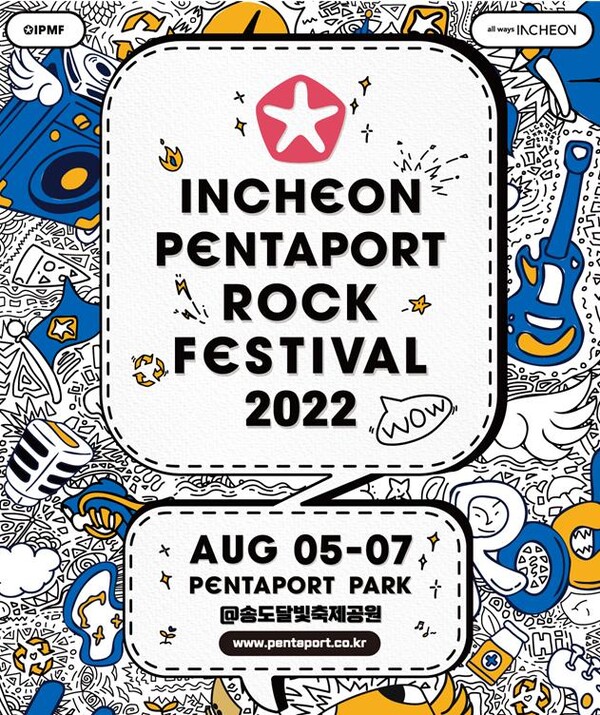 IPMF
all ways INCHEON
INCHEON
PENTAPORT
ROCK
FESTIVAL
2022
WOW
AUG 05-07
PENTAPORT PARK
@송도달빛축제공원
www.pentaport.co.kr
Hi